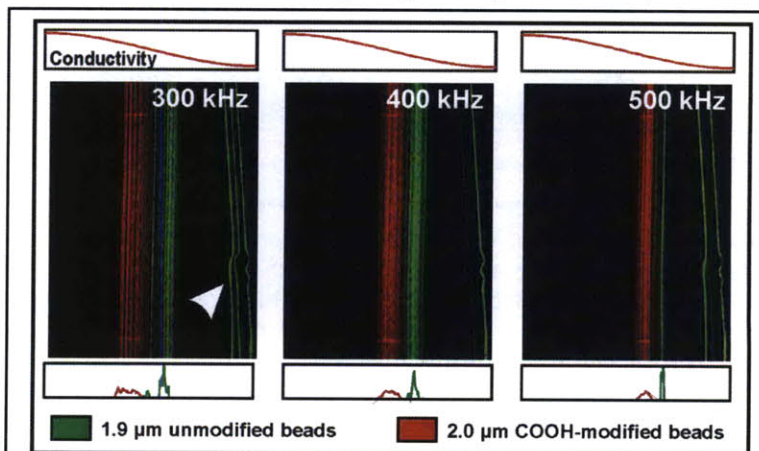 Conductivity
300 kHz
400 kHz
500 kHz
1.9 µm unmodified beads
2.0 µm COOH-modified beads